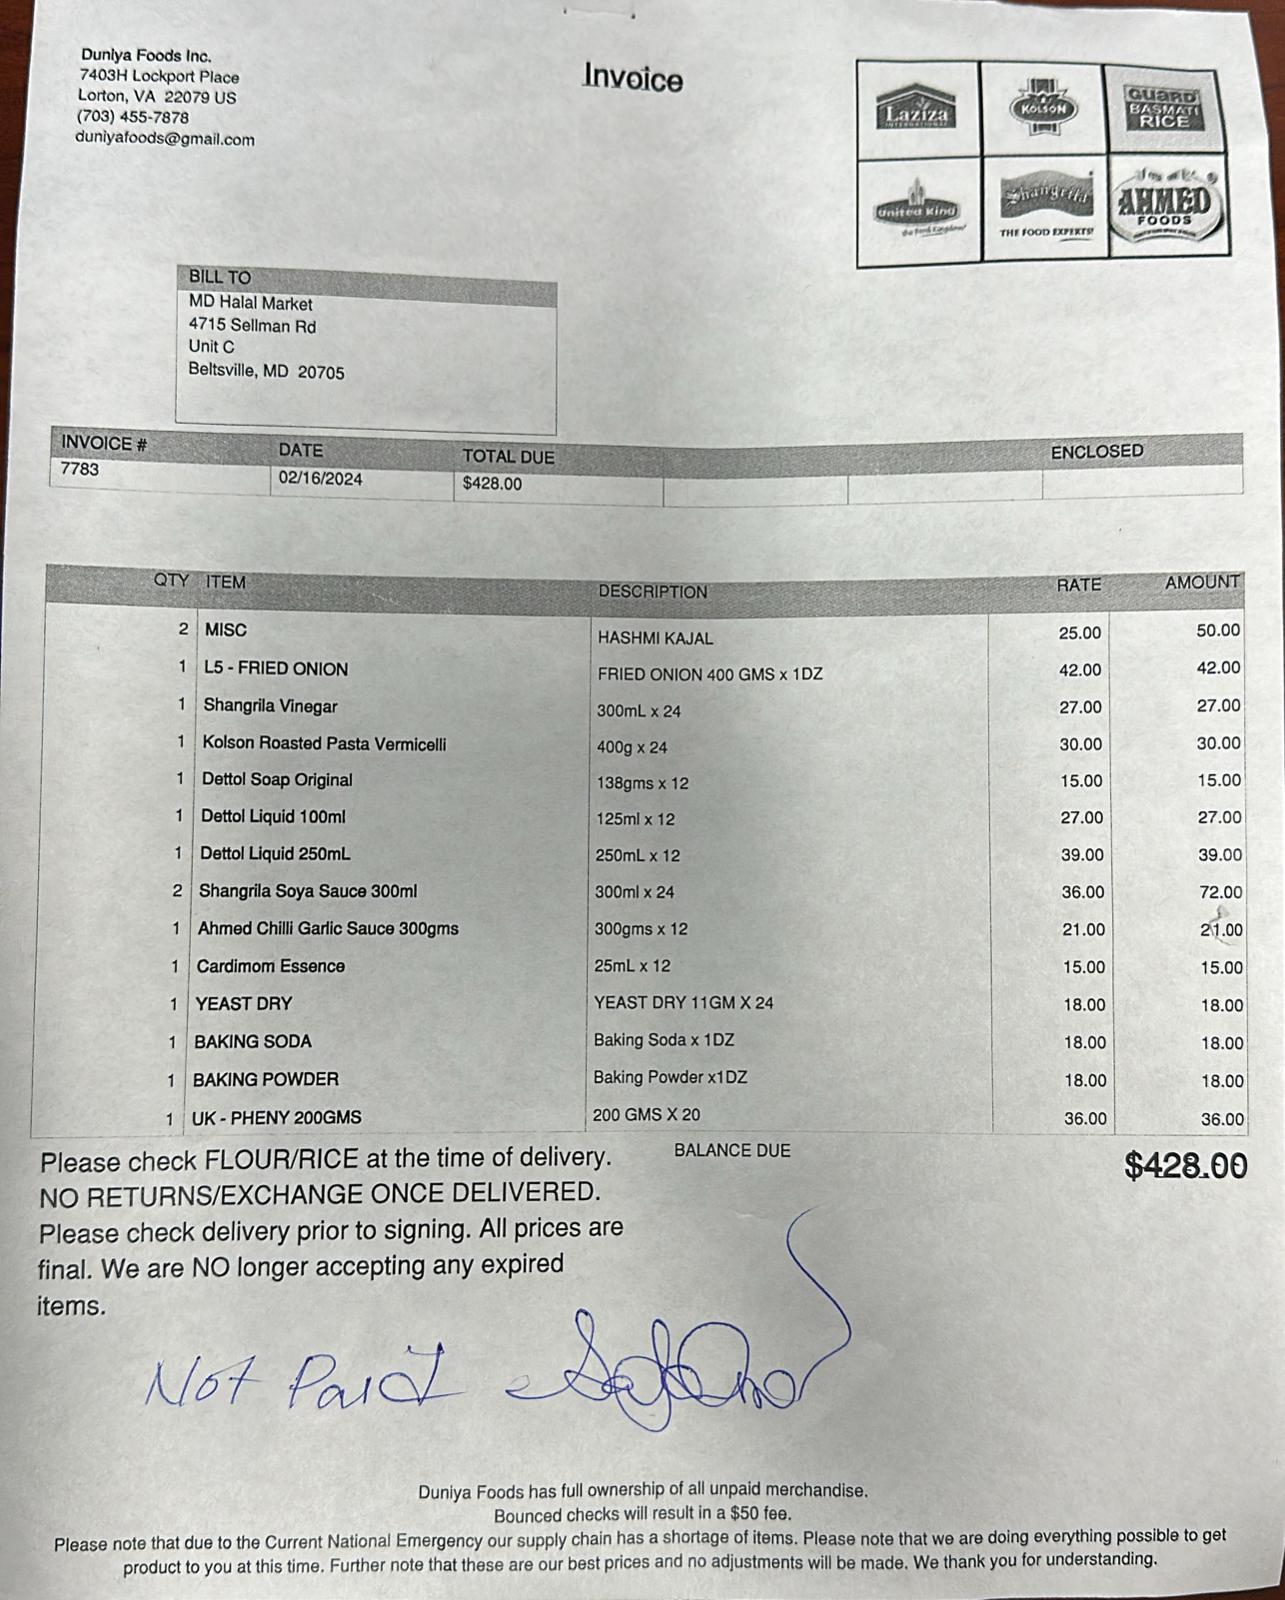 Duniya Foods Inc.
7403H Lockport Place
Lorton, VA 22079 US
(703) 455-7878
duniyafoods@gmail.com
Invoice
Laziza
INTERNATIONAL
KOLSON
GUARD
BASMATI
RICE
United King
the Food Kingdom!
Shangrila
THE FOOD EXPERTS!
AHMED
FOODS
BILL TO
MD Halal Market
4715 Sellman Rd
Unit C
Beltsville, MD 20705
INVOICE # DATE TOTAL DUE ENCLOSED
7783 02/16/2024 $428.00
QTY ITEM DESCRIPTION RATE AMOUNT
2 MISC HASHMI KAJAL 25.00 50.00
1 L5 - FRIED ONION FRIED ONION 400 GMS x 1DZ 42.00 42.00
1 Shangrila Vinegar 300mL x 24 27.00 27.00
1 Kolson Roasted Pasta Vermicelli 400g x 24 30.00 30.00
1 Dettol Soap Original 138gms x 12 15.00 15.00
1 Dettol Liquid 100ml 125ml x 12 27.00 27.00
1 Dettol Liquid 250mL 250mL x 12 39.00 39.00
2 Shangrila Soya Sauce 300ml 300ml x 24 36.00 72.00
1 Ahmed Chilli Garlic Sauce 300gms 300gms x 12 21.00 21.00
1 Cardimom Essence 25mL x 12 15.00 15.00
1 YEAST DRY YEAST DRY 11GM X 24 18.00 18.00
1 BAKING SODA Baking Soda x 1DZ 18.00 18.00
1 BAKING POWDER Baking Powder x1DZ 18.00 18.00
1 UK - PHENY 200GMS 200 GMS X 20 36.00 36.00
BALANCE DUE $428.00
Please check FLOUR/RICE at the time of delivery.
NO RETURNS/EXCHANGE ONCE DELIVERED.
Please check delivery prior to signing. All prices are
final. We are NO longer accepting any expired
items.
Not Paid
Duniya Foods has full ownership of all unpaid merchandise.
Bounced checks will result in a $50 fee.
Please note that due to the Current National Emergency our supply chain has a shortage of items. Please note that we are doing everything possible to get
product to you at this time. Further note that these are our best prices and no adjustments will be made. We thank you for understanding.